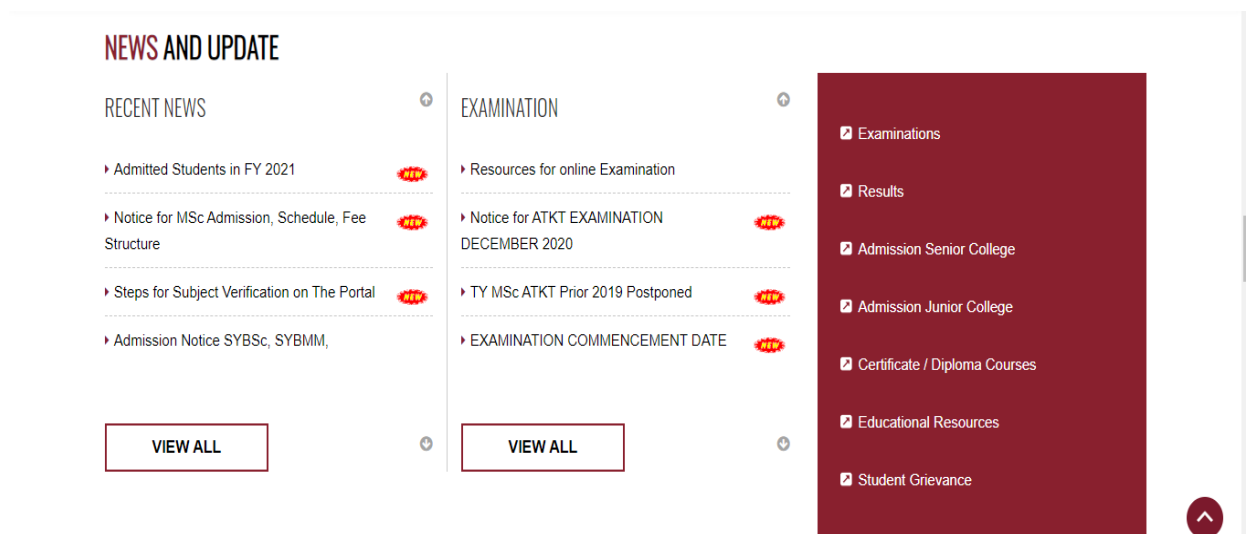 NEWS AND UPDATE
RECENT NEWS
Admitted Students in FY 2021
NEW
Notice for MSc Admission, Schedule, Fee
Structure
NEW
Steps for Subject Verification on The Portal
NEW
Admission Notice SYBSc, SYBMM,
VIEW ALL
EXAMINATION
Resources for online Examination
Notice for ATKT EXAMINATION
DECEMBER 2020
NEW
TY MSc ATKT Prior 2019 Postponed
NEW
EXAMINATION COMMENCEMENT DATE
NEW
VIEW ALL
Examinations
Results
Admission Senior College
Admission Junior College
Certificate / Diploma Courses
Educational Resources
Student Grievance